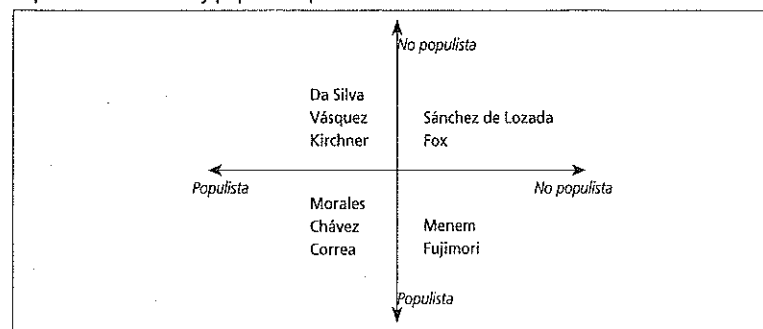 No populista
Da Silva
Vásquez
Kirchner
Sánchez de Lozada
Fox
Populista
No populista
Morales
Chávez
Correa
Menem
Fujimori
Populista